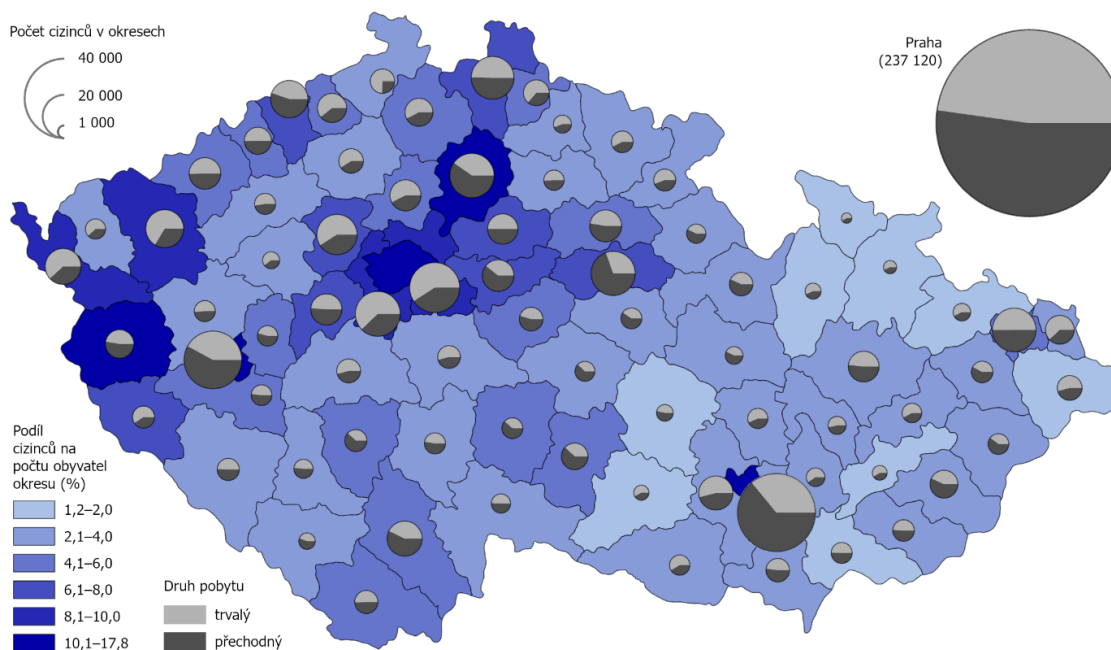 Počet cizinců v okresech
40 000
20 000
1 000
Praha
(237 120)
Podíl
cizinců na
počtu obyvatel
okresu (%)
1,2–2,0
2,1–4,0
4,1–6,0
6,1–8,0
8,1–10,0
10,1–17,8
Druh pobytu
trvalý
přechodný